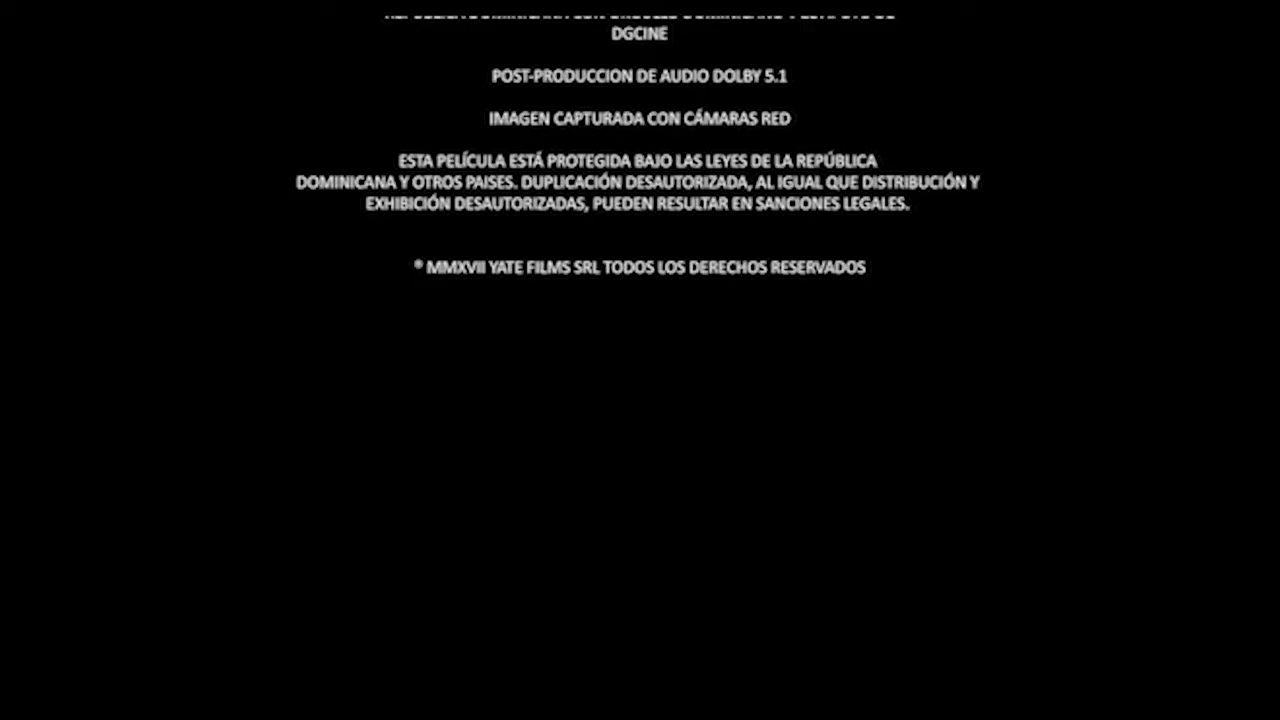 DGCINE
POST-PRODUCCION DE AUDIO DOLBY 5.1
IMAGEN CAPTURADA CON CÁMARAS RED
ESTA PELÍCULA ESTÁ PROTEGIDA BAJO LAS LEYES DE LA REPÚBLICA
DOMINICANA Y OTROS PAISES. DUPLICACIÓN DESAUTORIZADA, AL IGUAL QUE DISTRIBUCIÓN Y
EXHIBICIÓN DESAUTORIZADAS, PUEDEN RESULTAR EN SANCIONES LEGALES.
® MMXVII YATE FILMS SRL TODOS LOS DERECHOS RESERVADOS